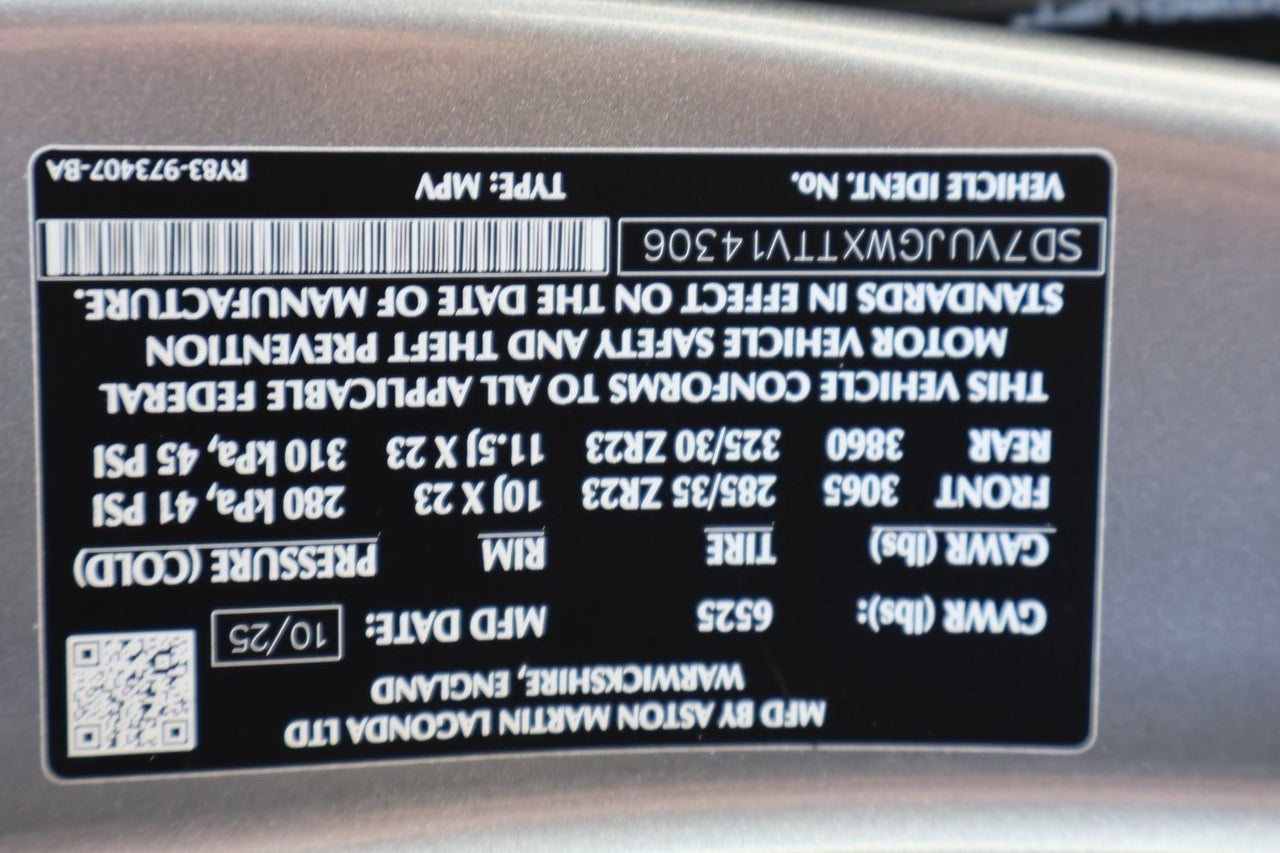 MFD BY ASTON MARTIN LAGONDA LTD
WARWICKSHIRE, ENGLAND
GVWR (lbs): 6525 MFD DATE: 10/25
GAWR (lbs) TIRE RIM PRESSURE (COLD)
FRONT 3065 285/35 ZR23 10J X 23 280 kPa, 41 PSI
REAR 3860 325/30 ZR23 11.5J X 23 310 kPa, 45 PSI
THIS VEHICLE CONFORMS TO ALL APPLICABLE FEDERAL
MOTOR VEHICLE SAFETY AND THEFT PREVENTION
STANDARDS IN EFFECT ON THE DATE OF MANUFACTURE.
SD7VUJGWXTTV14306
VEHICLE IDENT. No. TYPE: MPV RY83-973407-BA